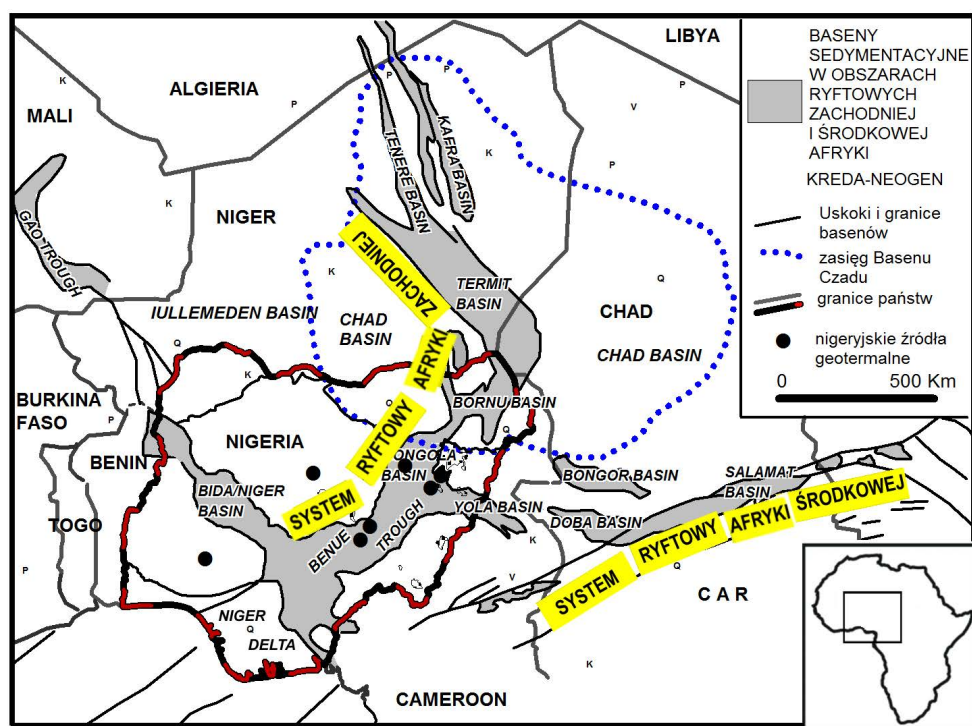 LIBYA
ALGIERIA
MALI
NIGER
KAFRA BASIN
TENERE BASIN
GAO TROUGH
ZACHODNIEJ
TERMIT
BASIN
CHAD
IULLEMEDEN BASIN
CHAD
BASIN
CHAD BASIN
AFRYKI
BURKINA
FASO
BORNU BASIN
NIGERIA
RYFTOWY
BENIN
BASIN
BIDA/NIGER
BASIN
BONGOR BASIN
SALAMAT
BASIN
SYSTEM
YOLA BASIN
DOBA BASIN
TOGO
BENUE
TROUGH
SYSTEM
RYFTOWY
AFRYKI
ŚRODKOWEJ
C A R
NIGER
DELTA
CAMEROON
K
P
P
P
K
V
P
K
P
K
K
Q
Q
K
Q
Q
P
P
V
Q
Q
K
K
BASENY
SEDYMENTACYJNE
W OBSZARACH
RYFTOWYCH
ZACHODNIEJ
I ŚRODKOWEJ
AFRYKI
KREDA-NEOGEN
Uskoki i granice
basenów
zasięg Basenu
Czadu
granice państw
nigeryjskie źródła
geotermalne
0 500 Km